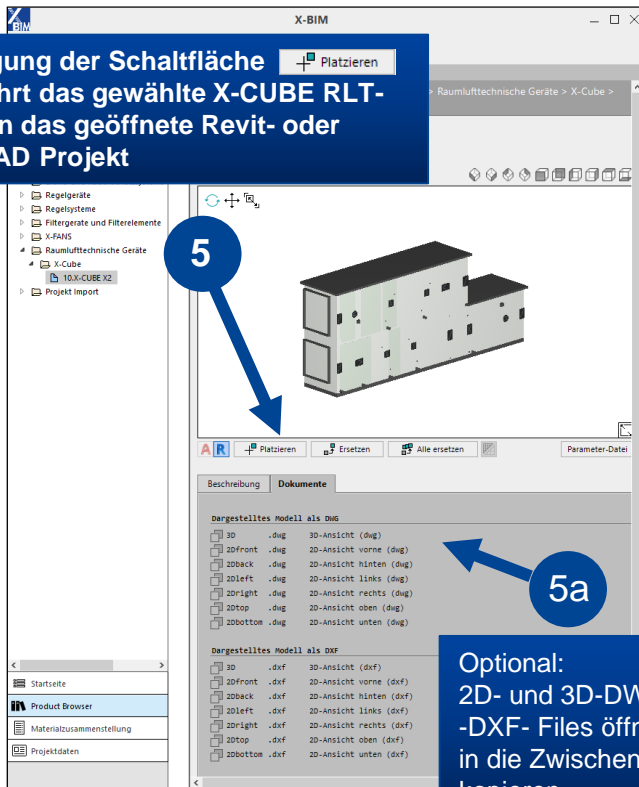 X BIM
X-BIM
gung der Schaltfläche Platzieren
hrt das gewählte X-CUBE RLT-
n das geöffnete Revit- oder
AD Projekt
> Raumlufttechnische Geräte > X-Cube >
Regelgeräte
Regelsysteme
Filtergeräte und Filterelemente
X-FANS
Raumlufttechnische Geräte
X-Cube
10.X-CUBE X2
Projekt Import
5
A R Platzieren Ersetzen Alle ersetzen Parameter-Datei
Beschreibung Dokumente
Dargestelltes Modell als DWG
3D .dwg 3D-Ansicht (dwg)
2Dfront .dwg 2D-Ansicht vorne (dwg)
2Dback .dwg 2D-Ansicht hinten (dwg)
2Dleft .dwg 2D-Ansicht links (dwg)
2Dright .dwg 2D-Ansicht rechts (dwg)
2Dtop .dwg 2D-Ansicht oben (dwg)
2Dbottom .dwg 2D-Ansicht unten (dwg)
5a
Dargestelltes Modell als DXF
3D .dxf 3D-Ansicht (dxf)
2Dfront .dxf 2D-Ansicht vorne (dxf)
2Dback .dxf 2D-Ansicht hinten (dxf)
2Dleft .dxf 2D-Ansicht links (dxf)
2Dright .dxf 2D-Ansicht rechts (dxf)
2Dtop .dxf 2D-Ansicht oben (dxf)
2Dbottom .dxf 2D-Ansicht unten (dxf)
Optional:
2D- und 3D-DW
-DXF- Files öffn
in die Zwischen
kopieren
Startseite
Product Browser
Materialzusammenstellung
Projektdaten